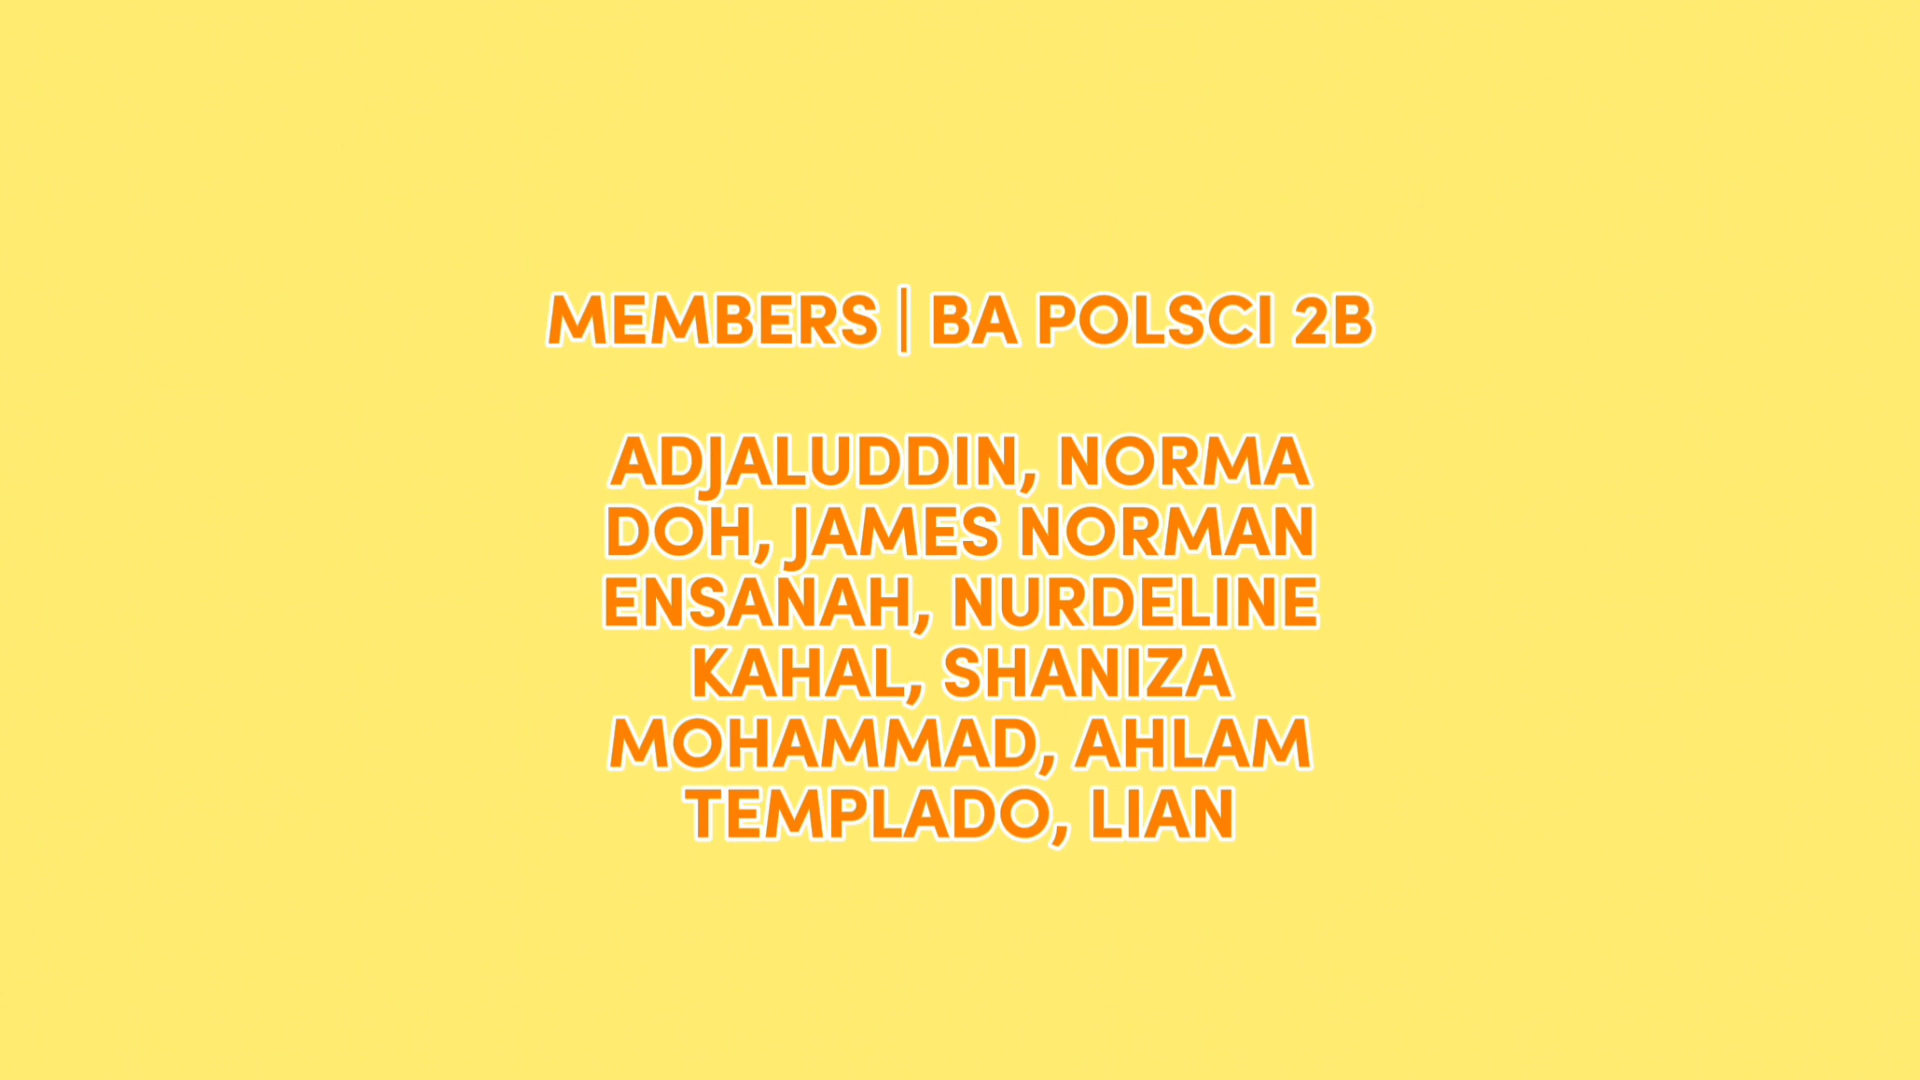 MEMBERS | BA POLSCI 2B
ADJALUDDIN, NORMA
DOH, JAMES NORMAN
ENSANAH, NURDELINE
KAHAL, SHANIZA
MOHAMMAD, AHLAM
TEMPLADO, LIAN